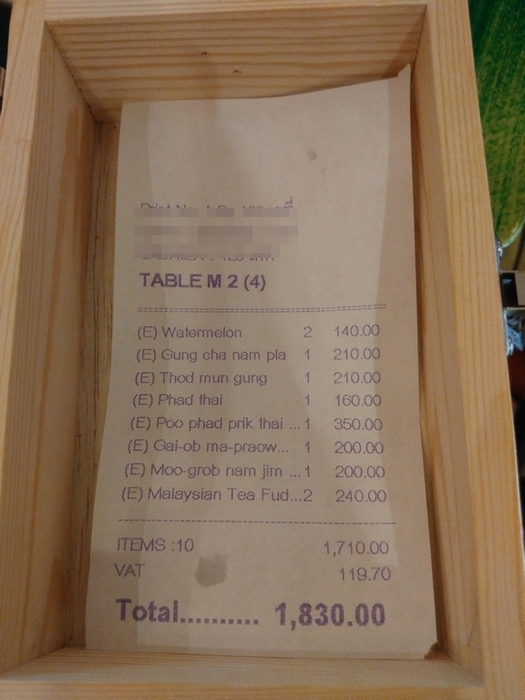 TABLE M 2 (4)
(E) Watermelon 2 140.00
(E) Gung cha nam pla 1 210.00
(E) Thod mun gung 1 210.00
(E) Phad thai 1 160.00
(E) Poo phad prik thai ... 1 350.00
(E) Gai-ob ma-praow... 1 200.00
(E) Moo-grob nam jim ... 1 200.00
(E) Malaysian Tea Fud...2 240.00
ITEMS :10 1,710.00
VAT 119.70
Total.......... 1,830.00